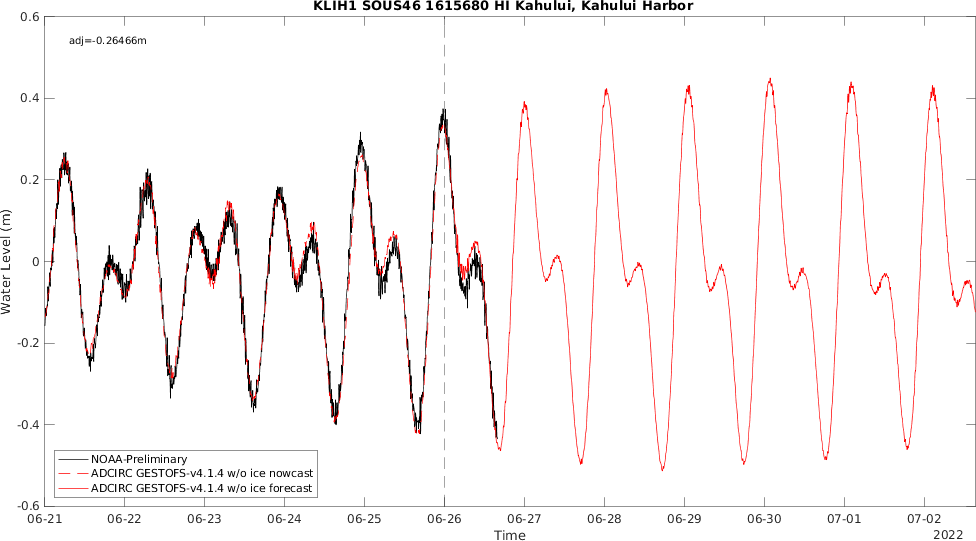 KLIH1 SOUS46 1615680 HI Kahului, Kahului Harbor
adj=-0.26466m
0.6
0.4
0.2
0
-0.2
-0.4
-0.6
Water Level (m)
NOAA-Preliminary
ADCIRC GESTOFS-v4.1.4 w/o ice nowcast
ADCIRC GESTOFS-v4.1.4 w/o ice forecast
06-21 06-22 06-23 06-24 06-25 06-26 06-27 06-28 06-29 06-30 07-01 07-02
Time
2022